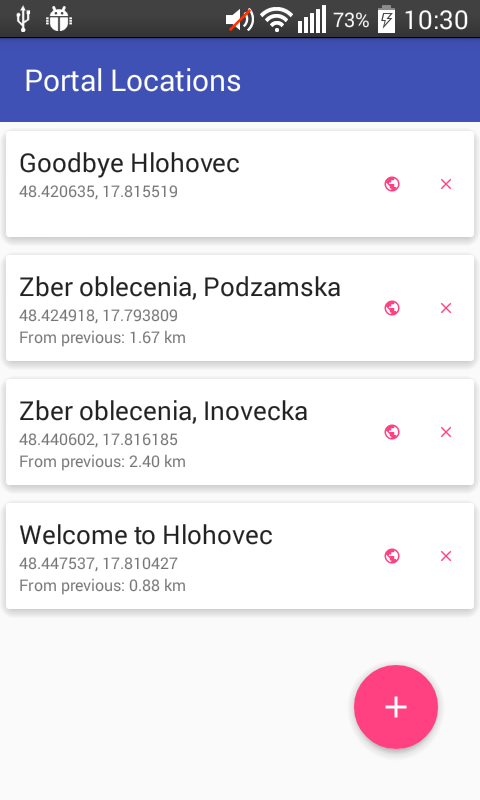 73% 10:30
Portal Locations
Goodbye Hlohovec
48.420635, 17.815519
Zber oblecenia, Podzamska
48.424918, 17.793809
From previous: 1.67 km
Zber oblecenia, Inovecka
48.440602, 17.816185
From previous: 2.40 km
Welcome to Hlohovec
48.447537, 17.810427
From previous: 0.88 km